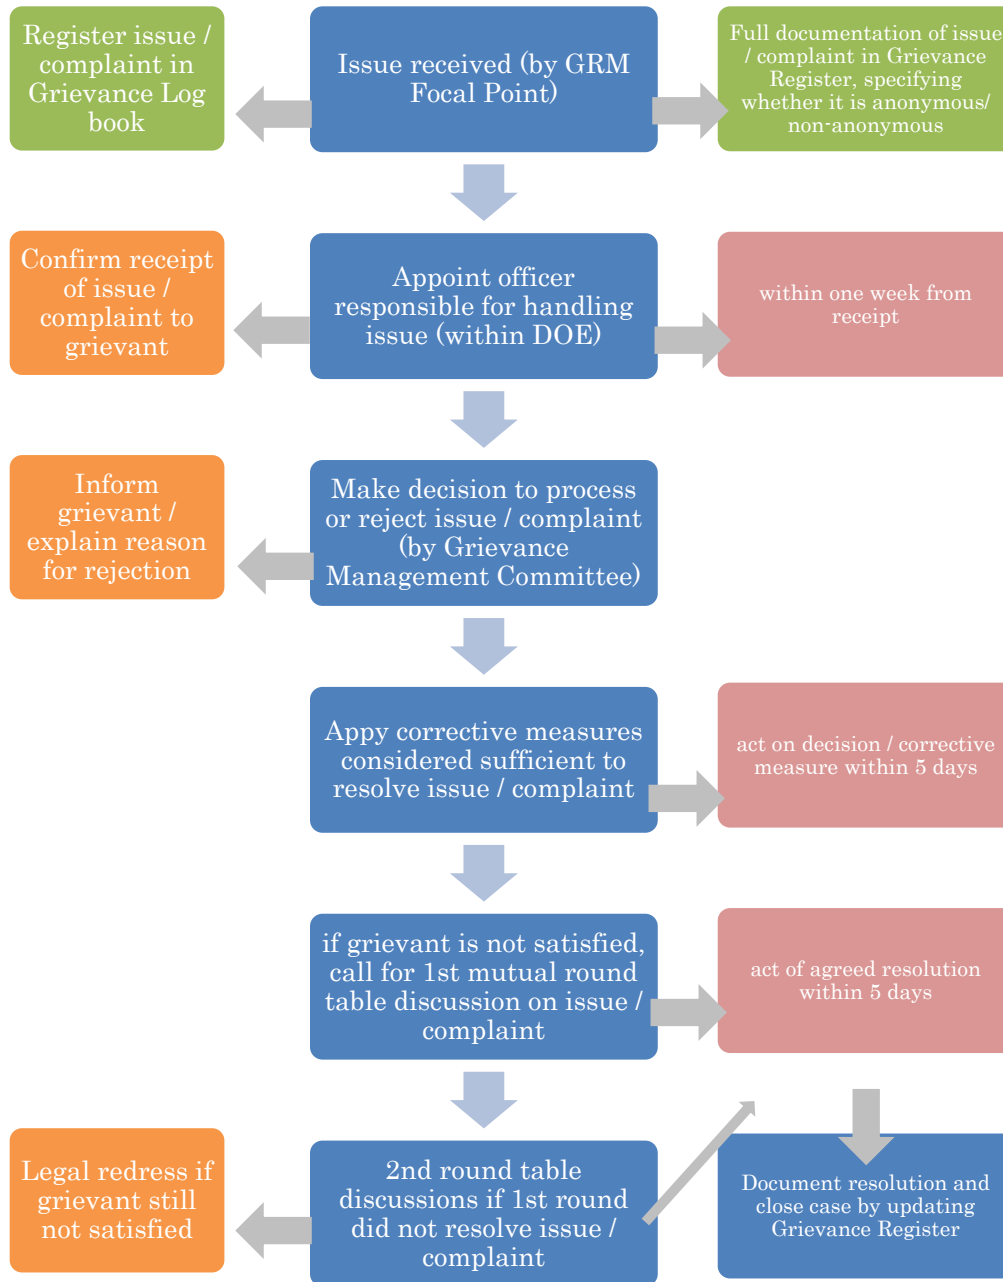 Register issue /
complaint in
Grievance Log
book
Issue received (by GRM
Focal Point)
Full documentation of issue
/ complaint in Grievance
Register, specifying
whether it is anonymous/
non-anonymous
Confirm receipt
of issue /
complaint to
grievant
Appoint officer
responsible for handling
issue (within DOE)
within one week from
receipt
Inform
grievant /
explain reason
for rejection
Make decision to process
or reject issue / complaint
(by Grievance
Management Committee)
Appy corrective measures
considered sufficient to
resolve issue / complaint
act on decision / corrective
measure within 5 days
if grievant is not satisfied,
call for 1st mutual round
table discussion on issue /
complaint
act of agreed resolution
within 5 days
Legal redress if
grievant still
not satisfied
2nd round table
discussions if 1st round
did not resolve issue /
complaint
Document resolution and
close case by updating
Grievance Register